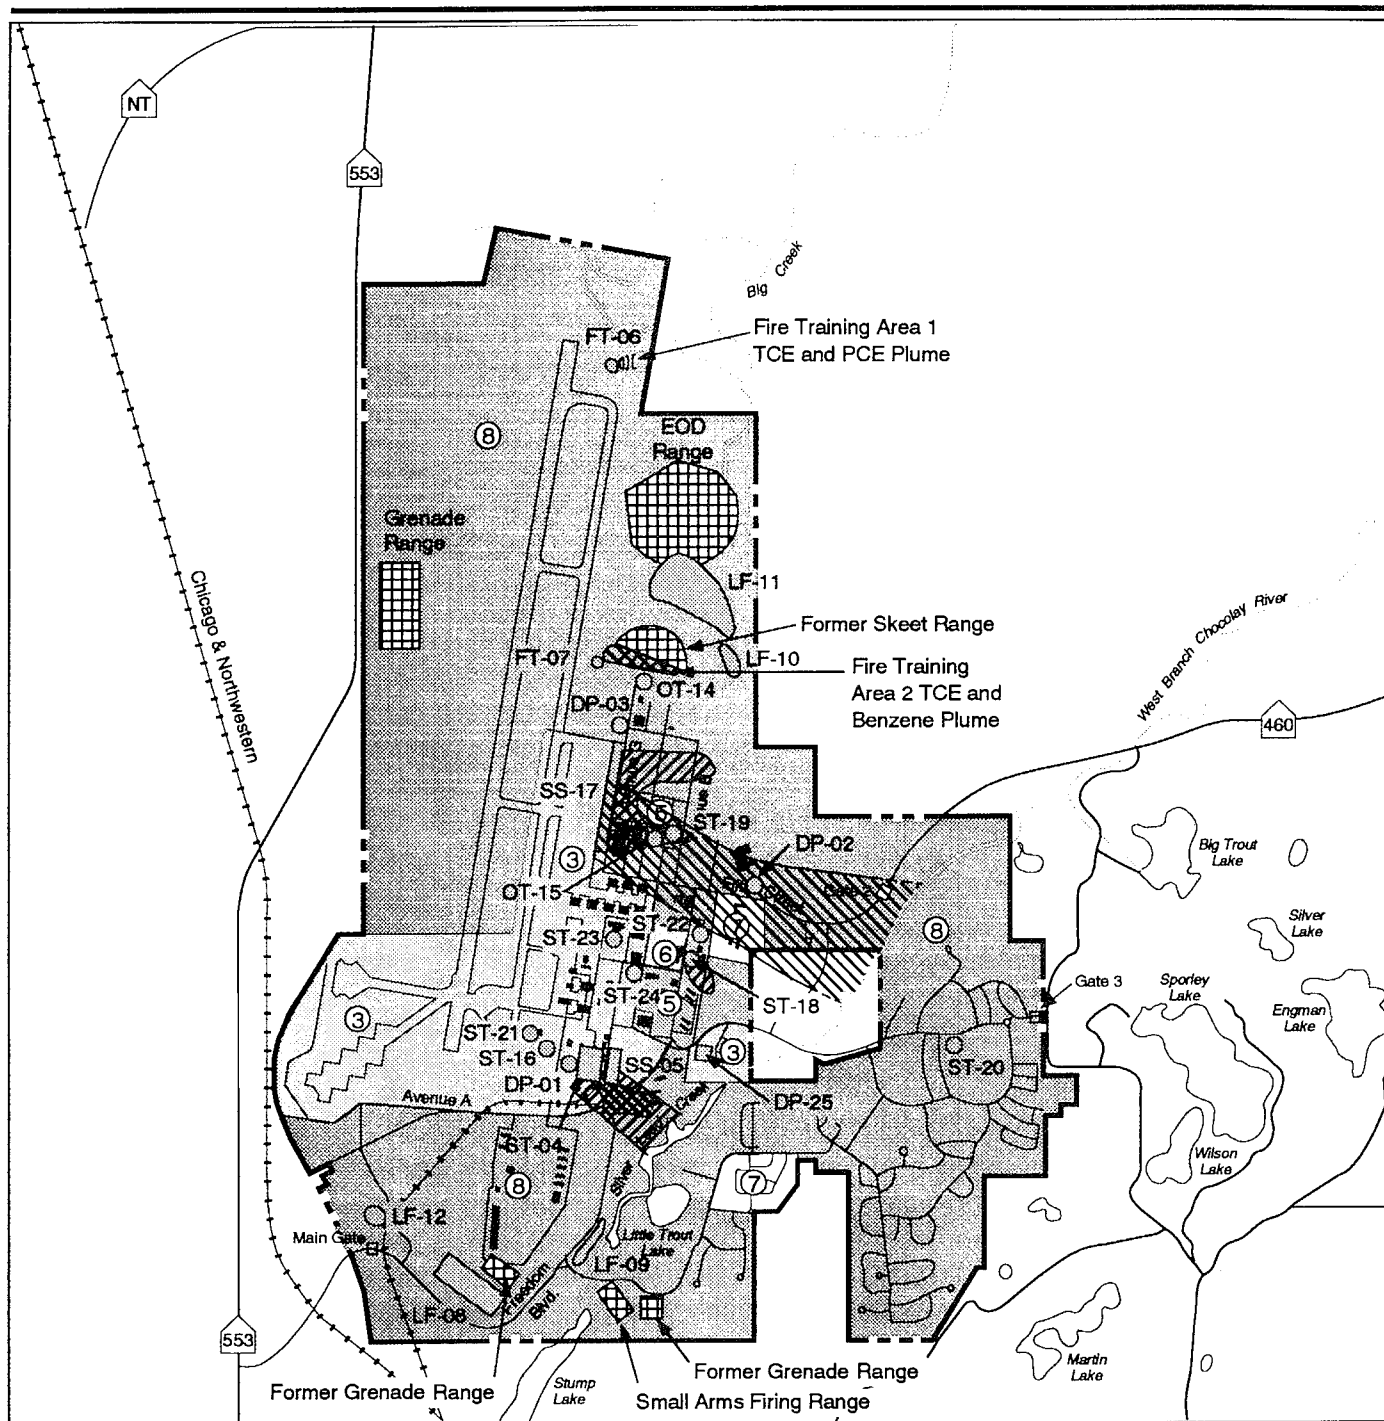 NT
553
Big Creek
Fire Training Area 1
TCE and PCE Plume
FT-06
8
EOD
Range
Grenade
Range
LF-11
Chicago & Northwestern
Former Skeet Range
West Branch Chocolay River
FT-07
LF-10
Fire Training
Area 2 TCE and
Benzene Plume
OT-14
DP-03
460
SS-17
5
ST-19
DP-02
3
Big Trout
Lake
OT-15
ST-22
7
Silver
Lake
ST-23
6
8
ST-24
5
ST-18
Gate 3
Sporley
Lake
Engman
Lake
3
ST-21
ST-16
SS-05
3
ST-20
DP-01
DP-25
Avenue A
Creek
ST-04
Wilson
Lake
8
Silver
7
LF-12
Main Gate
Little Trout
Lake
LF-09
Freedom
Blvd.
LF-08
553
Former Grenade Range
Former Grenade Range
Small Arms Firing Range
Stump
Lake
Martin
Lake